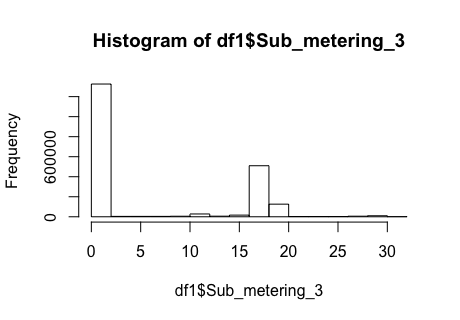 Histogram of df1$Sub_metering_3
Frequency
600000
0
0 5 10 15 20 25 30
df1$Sub_metering_3